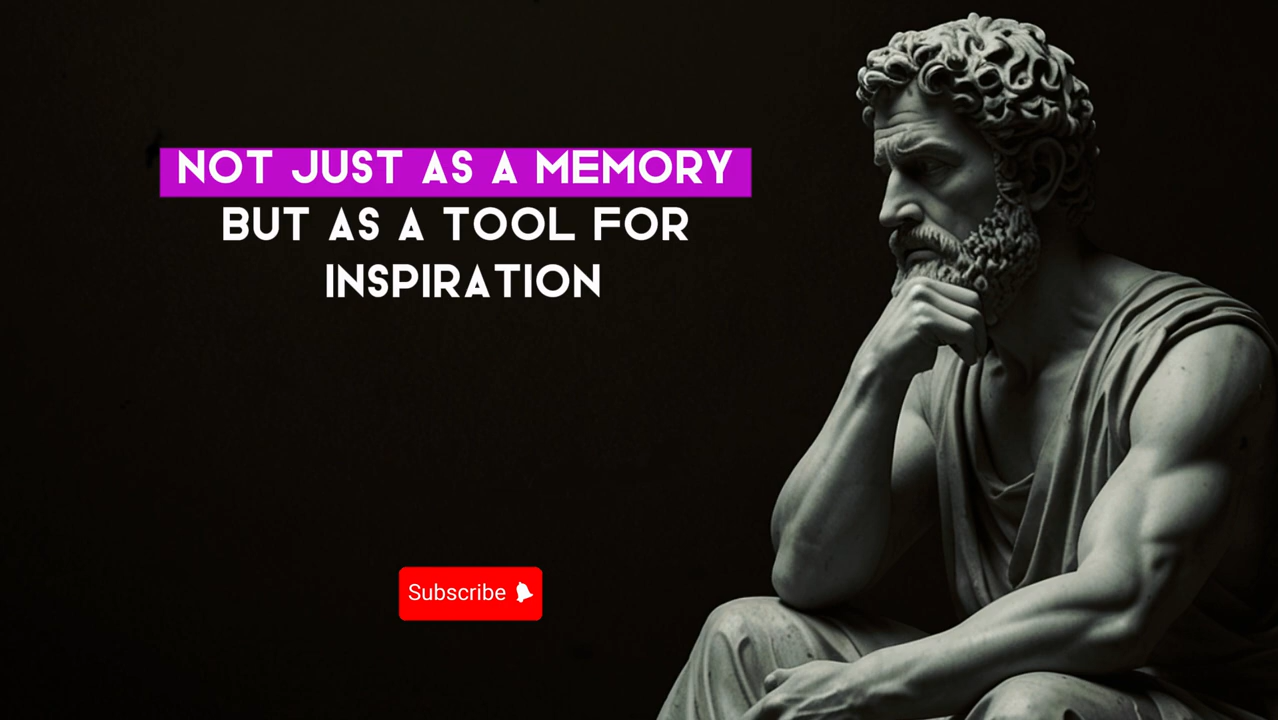 NOT JUST AS A MEMORY
BUT AS A TOOL FOR
INSPIRATION
Subscribe